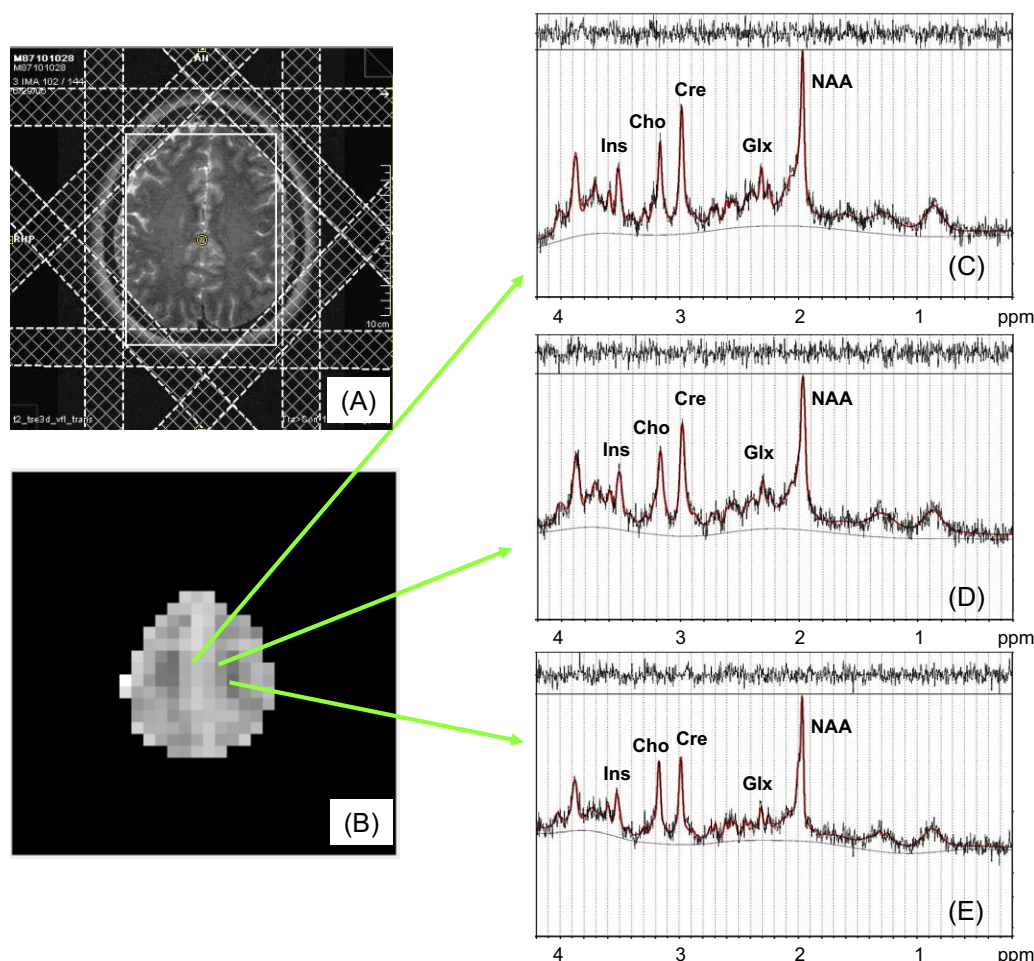 M87101028
M87101028
3 IMA 102 / 144
AH
RHP
10cm
t2_tse3d_vfl_trans
(A)
(B)
Ins
Cho
Cre
Glx
NAA
(C)
4 3 2 1 ppm
Ins
Cho
Cre
Glx
NAA
(D)
4 3 2 1 ppm
Ins
Cho
Cre
Glx
NAA
(E)
4 3 2 1 ppm